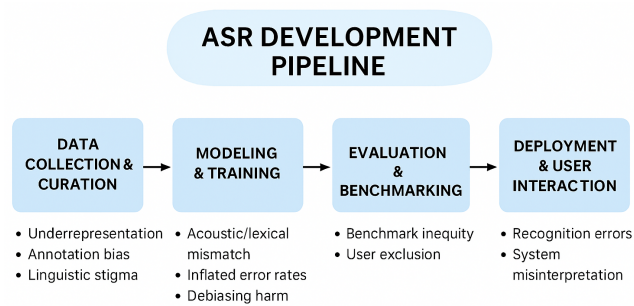 ASR DEVELOPMENT
PIPELINE
DATA
COLLECTION &
CURATION
MODELING
& TRAINING
EVALUATION
&
BENCHMARKING
DEPLOYMENT
& USER
INTERACTION
• Underrepresentation
• Annotation bias
• Linguistic stigma
• Acoustic/lexical
mismatch
• Inflated error rates
• Debiasing harm
• Benchmark inequity
• User exclusion
• Recognition errors
• System
misinterpretation